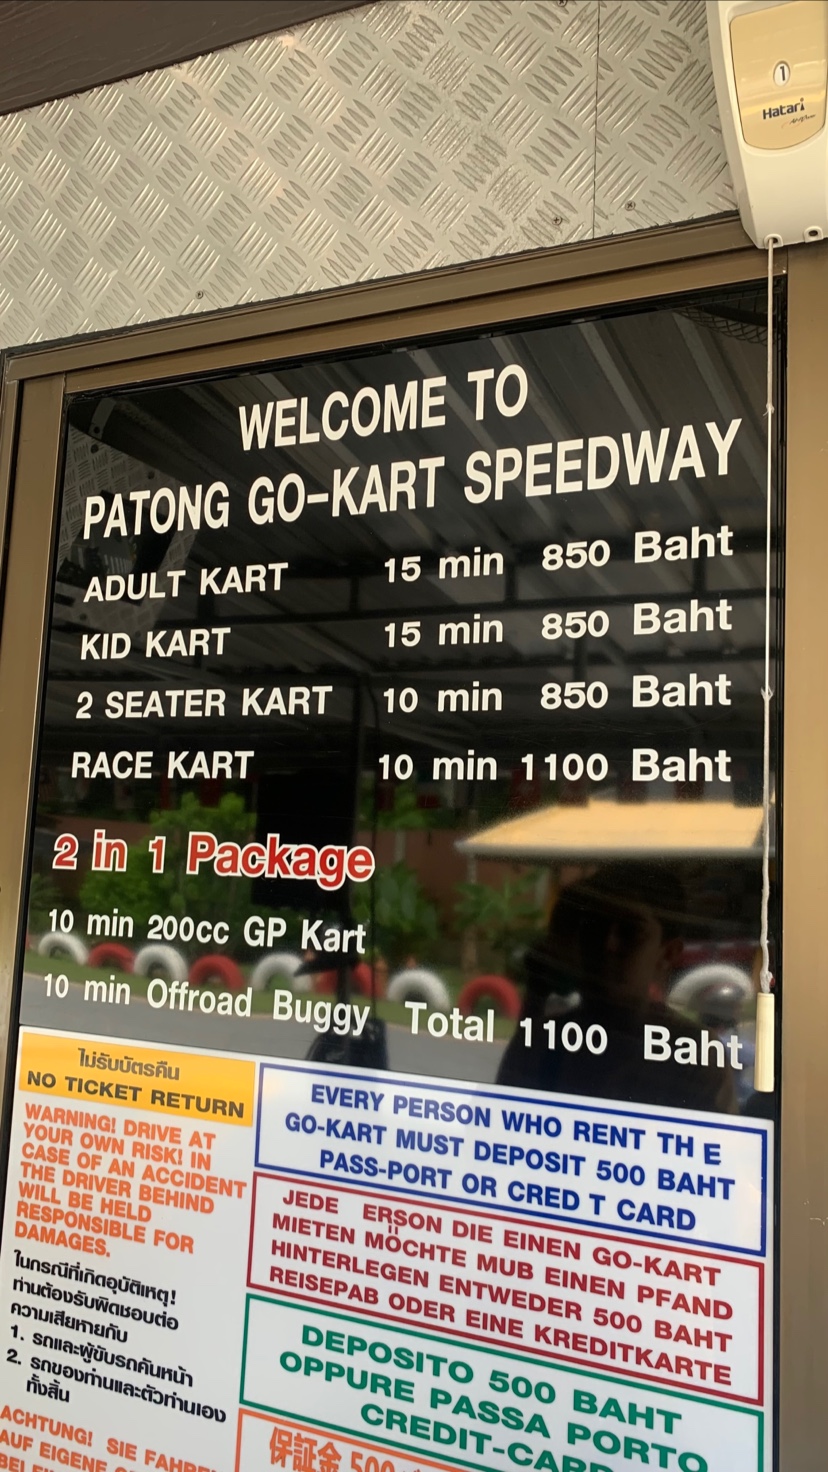 1
Hatari
WELCOME TO
PATONG GO-KART SPEEDWAY
ADULT KART 15 min 850 Baht
KID KART 15 min 850 Baht
2 SEATER KART 10 min 850 Baht
RACE KART 10 min 1100 Baht
2 in 1 Package
10 min 200cc GP Kart
10 min Offroad Buggy Total 1100 Baht
ไม่รับบัตรคืน
NO TICKET RETURN
WARNING! DRIVE AT
YOUR OWN RISK! IN
CASE OF AN ACCIDENT
THE DRIVER BEHIND
WILL BE HELD
RESPONSIBLE FOR
DAMAGES.
ในกรณีที่เกิดอุบัติเหตุ!
ท่านต้องรับผิดชอบต่อ
ความเสียหายกับ
1. รถและผู้ขับรถคันหน้า
2. รถของท่านและตัวท่านเอง
ทั้งสิ้น
ACHTUNG! SIE FAHRE
AUF EIGENE
BEI
EVERY PERSON WHO RENT TH E
GO-KART MUST DEPOSIT 500 BAHT
PASS-PORT OR CRED T CARD
JEDE ERSON DIE EINEN GO-KART
MIETEN MÖCHTE MUB EINEN PFAND
HINTERLEGEN ENTWEDER 500 BAHT
REISEPAB ODER EINE KREDITKARTE
DEPOSITO 500 BAHT
OPPURE PASSA PORTO
CREDIT-CARD
保証金 500